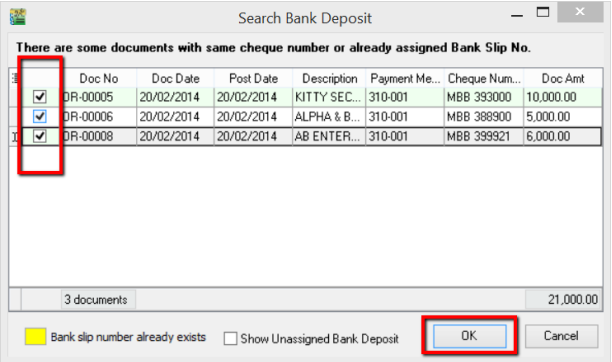 Search Bank Deposit
There are some documents with same cheque number or already assigned Bank Slip No.
Doc No Doc Date Post Date Description Payment Me... Cheque Num... Doc Amt
OR-00005 20/02/2014 20/02/2014 KITTY SEC... 310-001 MBB 393000 10,000.00
OR-00006 20/02/2014 20/02/2014 ALPHA & B... 310-001 MBB 388900 5,000.00
OR-00008 20/02/2014 20/02/2014 AB ENTER... 310-001 MBB 399921 6,000.00
3 documents 21,000.00
Bank slip number already exists Show Unassigned Bank Deposit OK Cancel